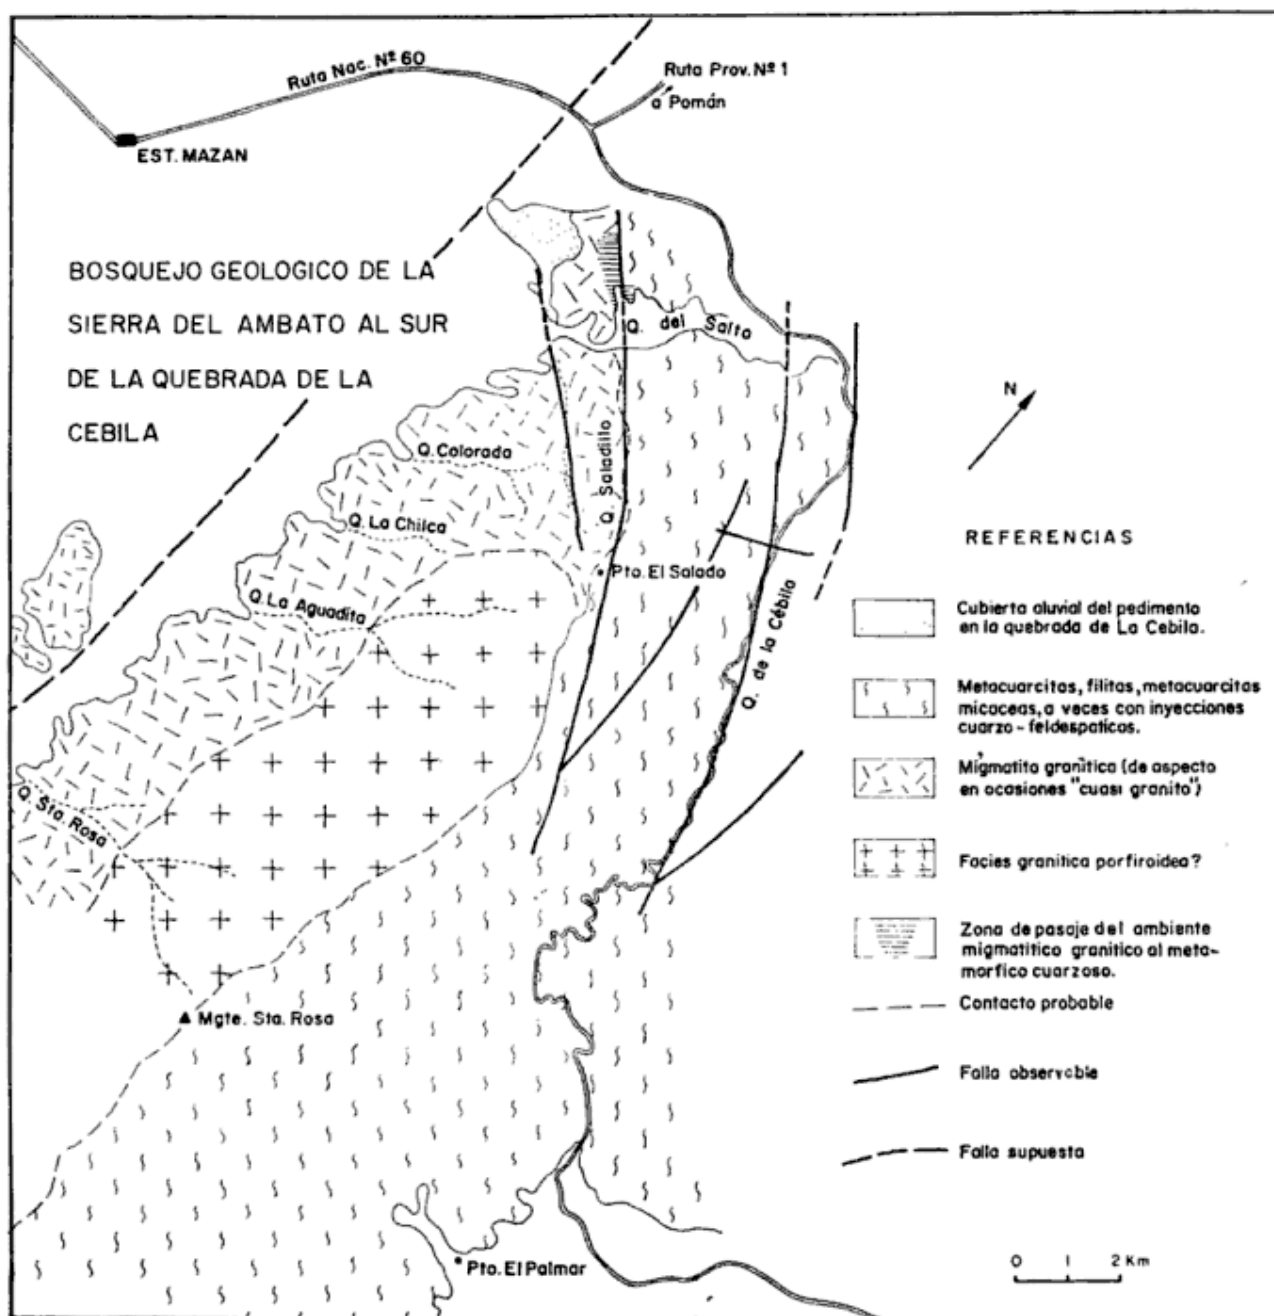 Ruta Nac. Nº 60
Ruta Prov. Nº 1
a Pomán
EST. MAZAN
BOSQUEJO GEOLOGICO DE LA
SIERRA DEL AMBATO AL SUR
DE LA QUEBRADA DE LA
CEBILA
Q. del Salto
N
Q. Colorada
Q. Saladillo
Q. La Chilca
Pto. El Salado
Q. La Aguadita
Q. de la Cébila
Q. Sta. Rosa
Mgte. Sta. Rosa
Pto. El Palmar
REFERENCIAS
Cubierta aluvial del pedimento
en la quebrada de La Cebila.
Metacuarcitas, filitas, metacuarcitas
micaceas, a veces con inyecciones
cuarzo-feldespaticas.
Migmatita granitica (de aspecto
en ocasiones "cuasi granito")
Facies granitica porfiroidea?
Zona de pasaje del ambiente
migmatitico granitico al meta-
morfico cuarzoso.
Contacto probable
Falla observable
Falla supuesta
0 1 2 Km